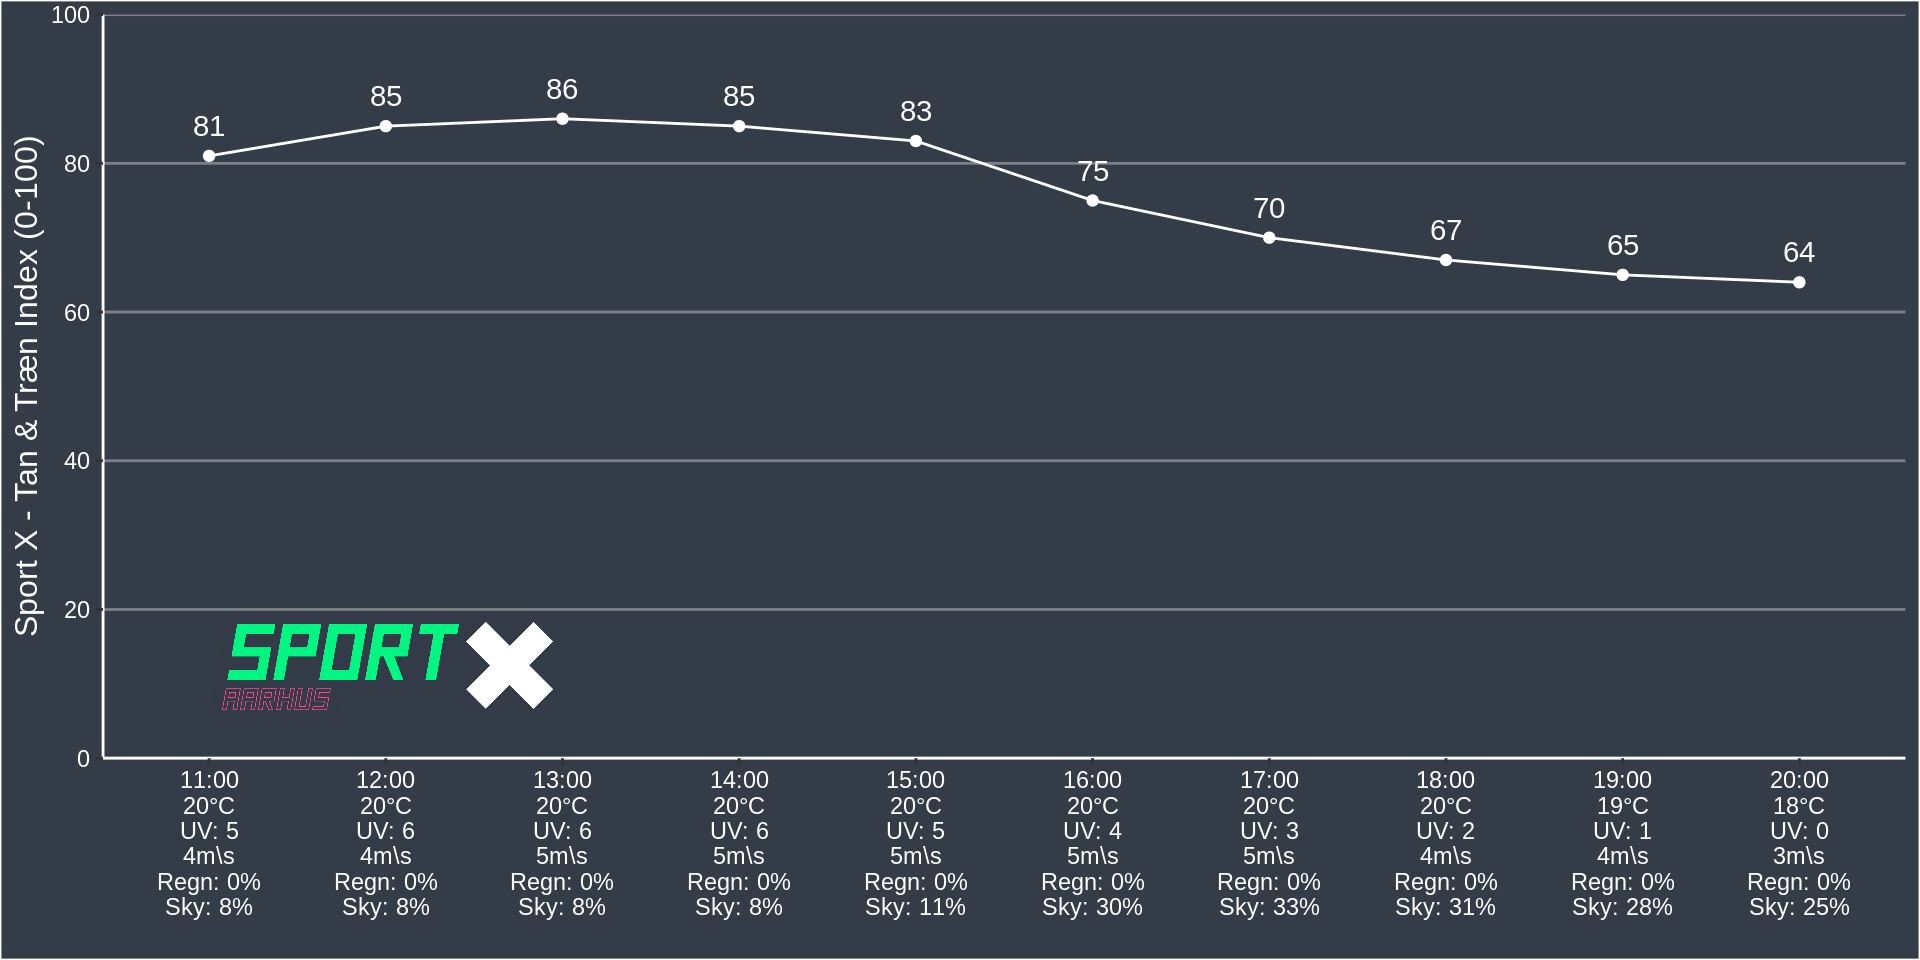 Sport X - Tan & Træn Index (0-100)
100
80
60
40
20
0
81
85
86
85
83
75
70
67
65
64
SPORT X
AARHUS
11:00
20°C
UV: 5
4m\s
Regn: 0%
Sky: 8%
12:00
20°C
UV: 6
4m\s
Regn: 0%
Sky: 8%
13:00
20°C
UV: 6
5m\s
Regn: 0%
Sky: 8%
14:00
20°C
UV: 6
5m\s
Regn: 0%
Sky: 8%
15:00
20°C
UV: 5
5m\s
Regn: 0%
Sky: 11%
16:00
20°C
UV: 4
5m\s
Regn: 0%
Sky: 30%
17:00
20°C
UV: 3
5m\s
Regn: 0%
Sky: 33%
18:00
20°C
UV: 2
4m\s
Regn: 0%
Sky: 31%
19:00
19°C
UV: 1
4m\s
Regn: 0%
Sky: 28%
20:00
18°C
UV: 0
3m\s
Regn: 0%
Sky: 25%